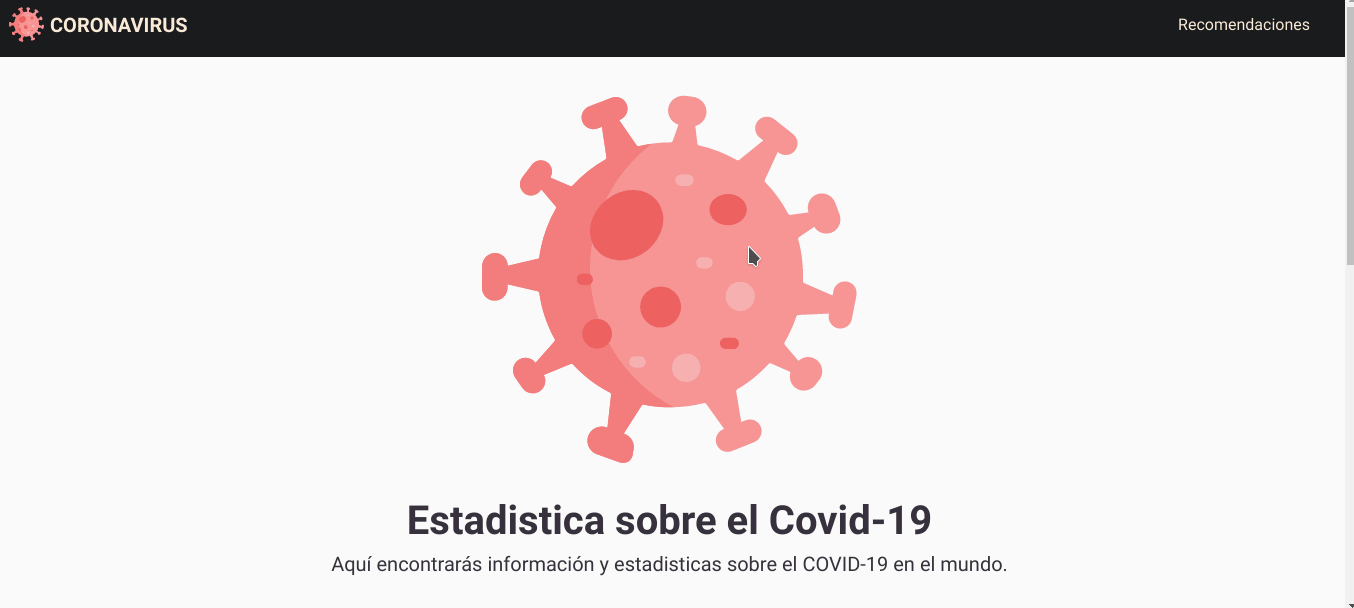 CORONAVIRUS
Recomendaciones
Estadistica sobre el Covid-19
Aquí encontrarás información y estadisticas sobre el COVID-19 en el mundo.